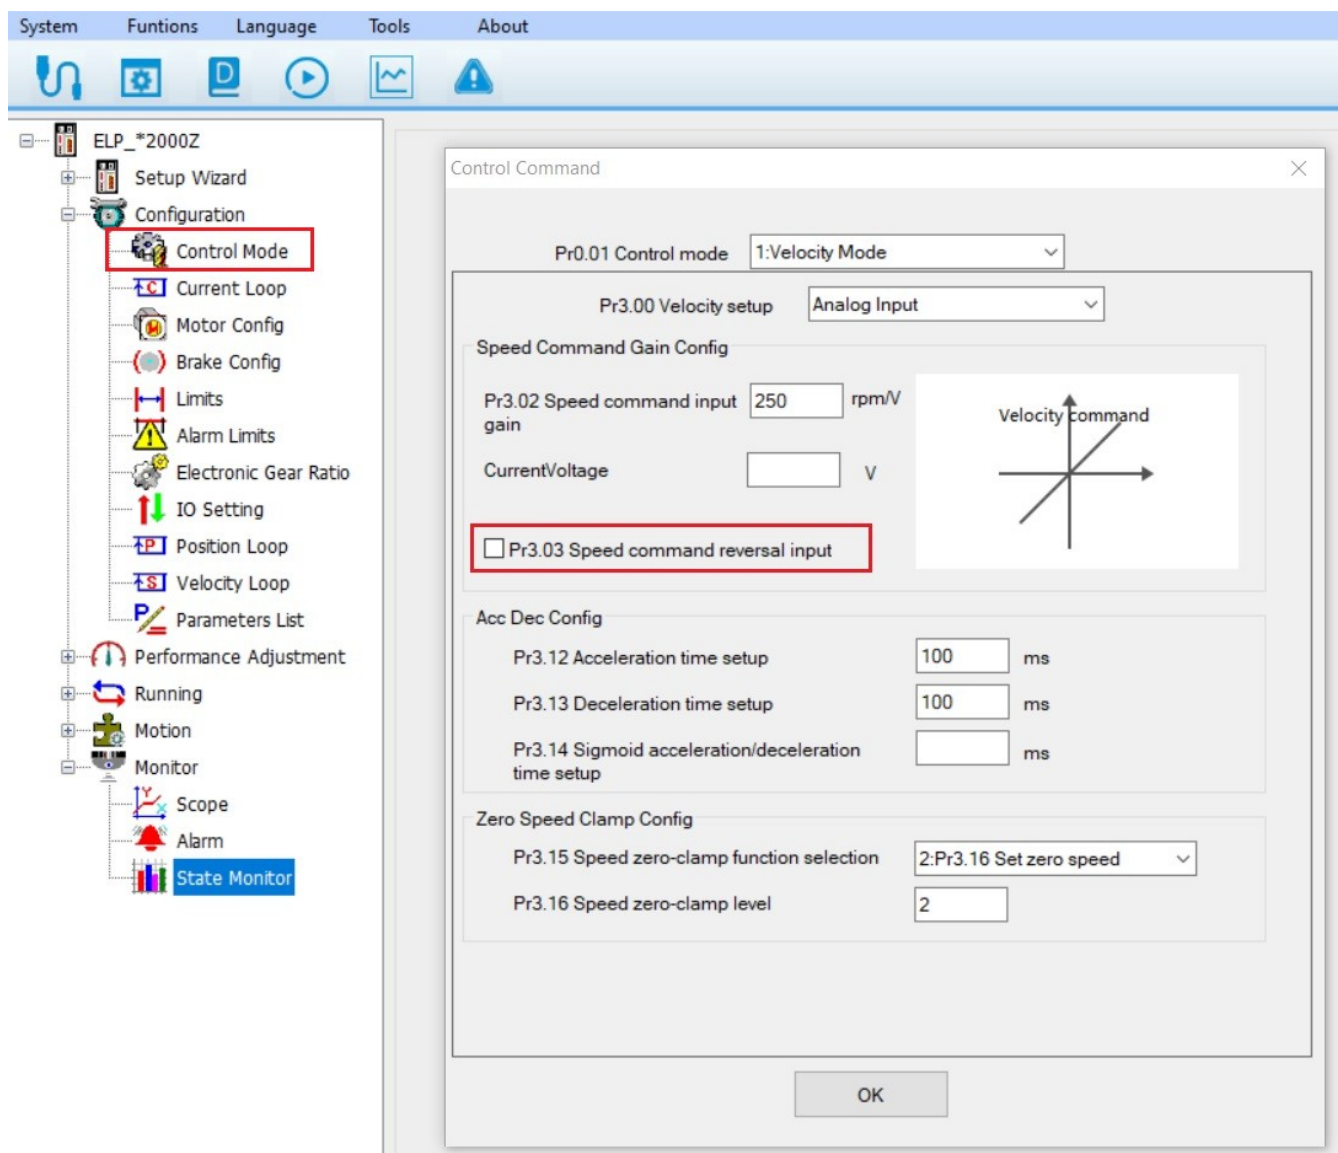 System Funtions Language Tools About
ELP_*2000Z
Setup Wizard
Configuration
Control Mode
Current Loop
Motor Config
Brake Config
Limits
Alarm Limits
Electronic Gear Ratio
IO Setting
Position Loop
Velocity Loop
Parameters List
Performance Adjustment
Running
Motion
Monitor
Scope
Alarm
State Monitor
Control Command
Pr0.01 Control mode 1:Velocity Mode
Pr3.00 Velocity setup Analog Input
Speed Command Gain Config
Pr3.02 Speed command input 250 rpm/V
gain
Velocity command
CurrentVoltage V
Pr3.03 Speed command reversal input
Acc Dec Config
Pr3.12 Acceleration time setup 100 ms
Pr3.13 Deceleration time setup 100 ms
Pr3.14 Sigmoid acceleration/deceleration ms
time setup
Zero Speed Clamp Config
Pr3.15 Speed zero-clamp function selection 2:Pr3.16 Set zero speed
Pr3.16 Speed zero-clamp level 2
OK